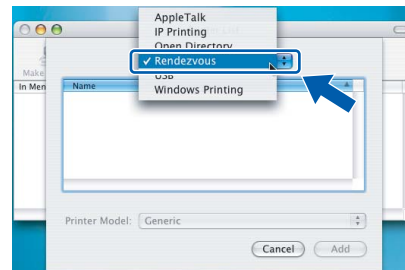 AppleTalk
IP Printing
Open Directory
✓ Rendezvous
USB
Windows Printing
Make
In Men
Name
Printer Model: Generic
Cancel Add